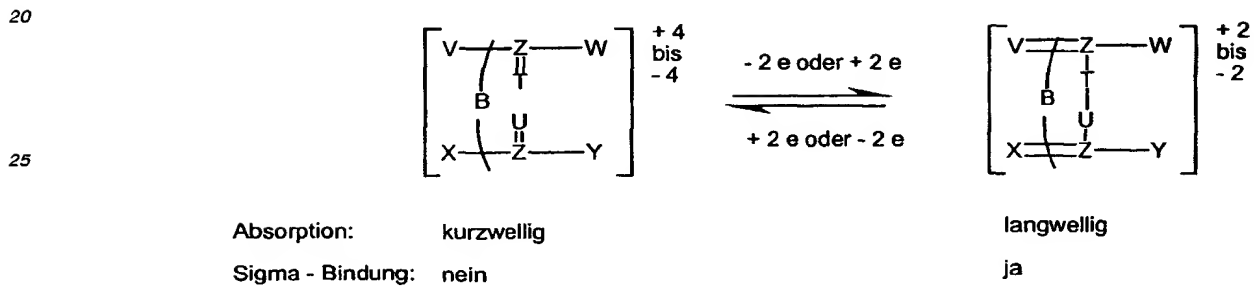 20
+ 4
V Z W bis
- 4
T
B
U
X Z Y
- 2 e oder + 2 e
+ 2 e oder - 2 e
+ 2
V Z W bis
- 2
T
B
U
X Z Y
25
Absorption: kurzwellig langwellig
Sigma - Bindung: nein ja